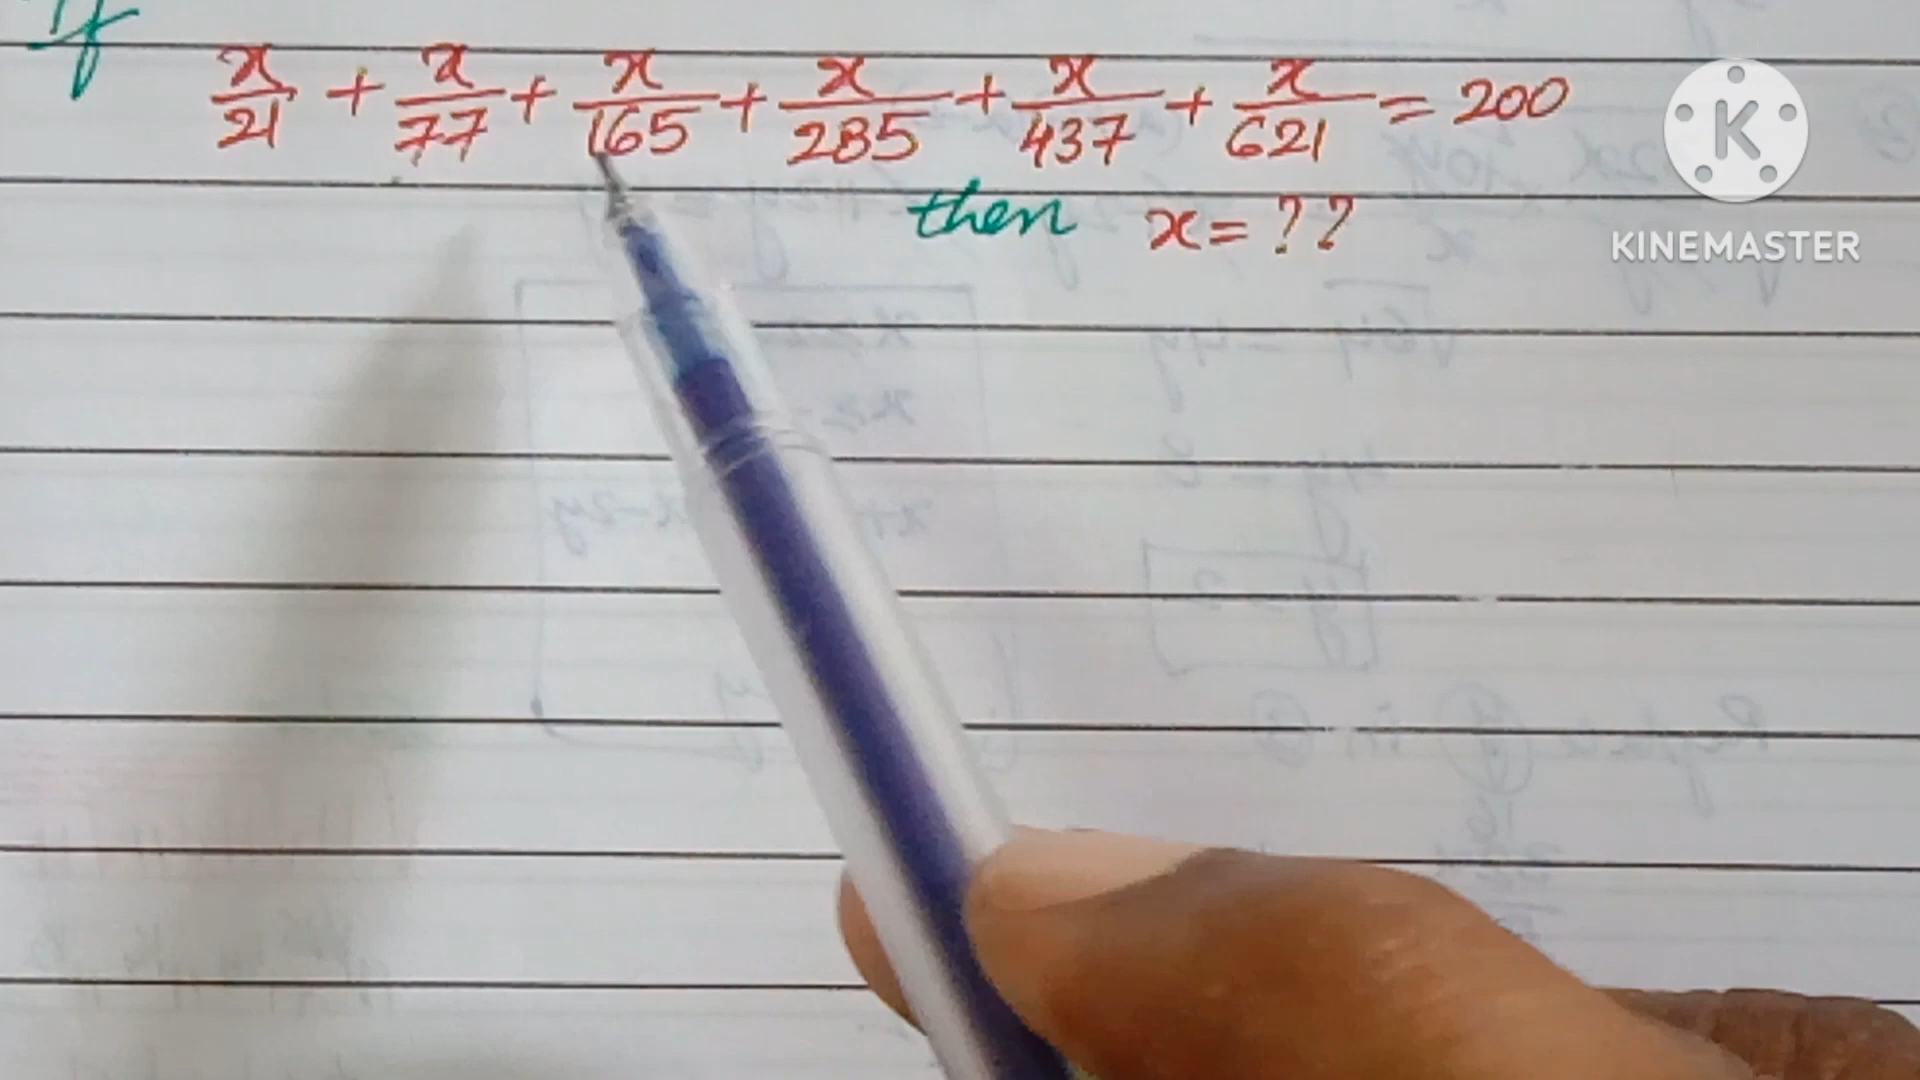 If
x/21 + x/77 + x/165 + x/285 + x/437 + x/621 = 200
then x = ??
K
KINEMASTER